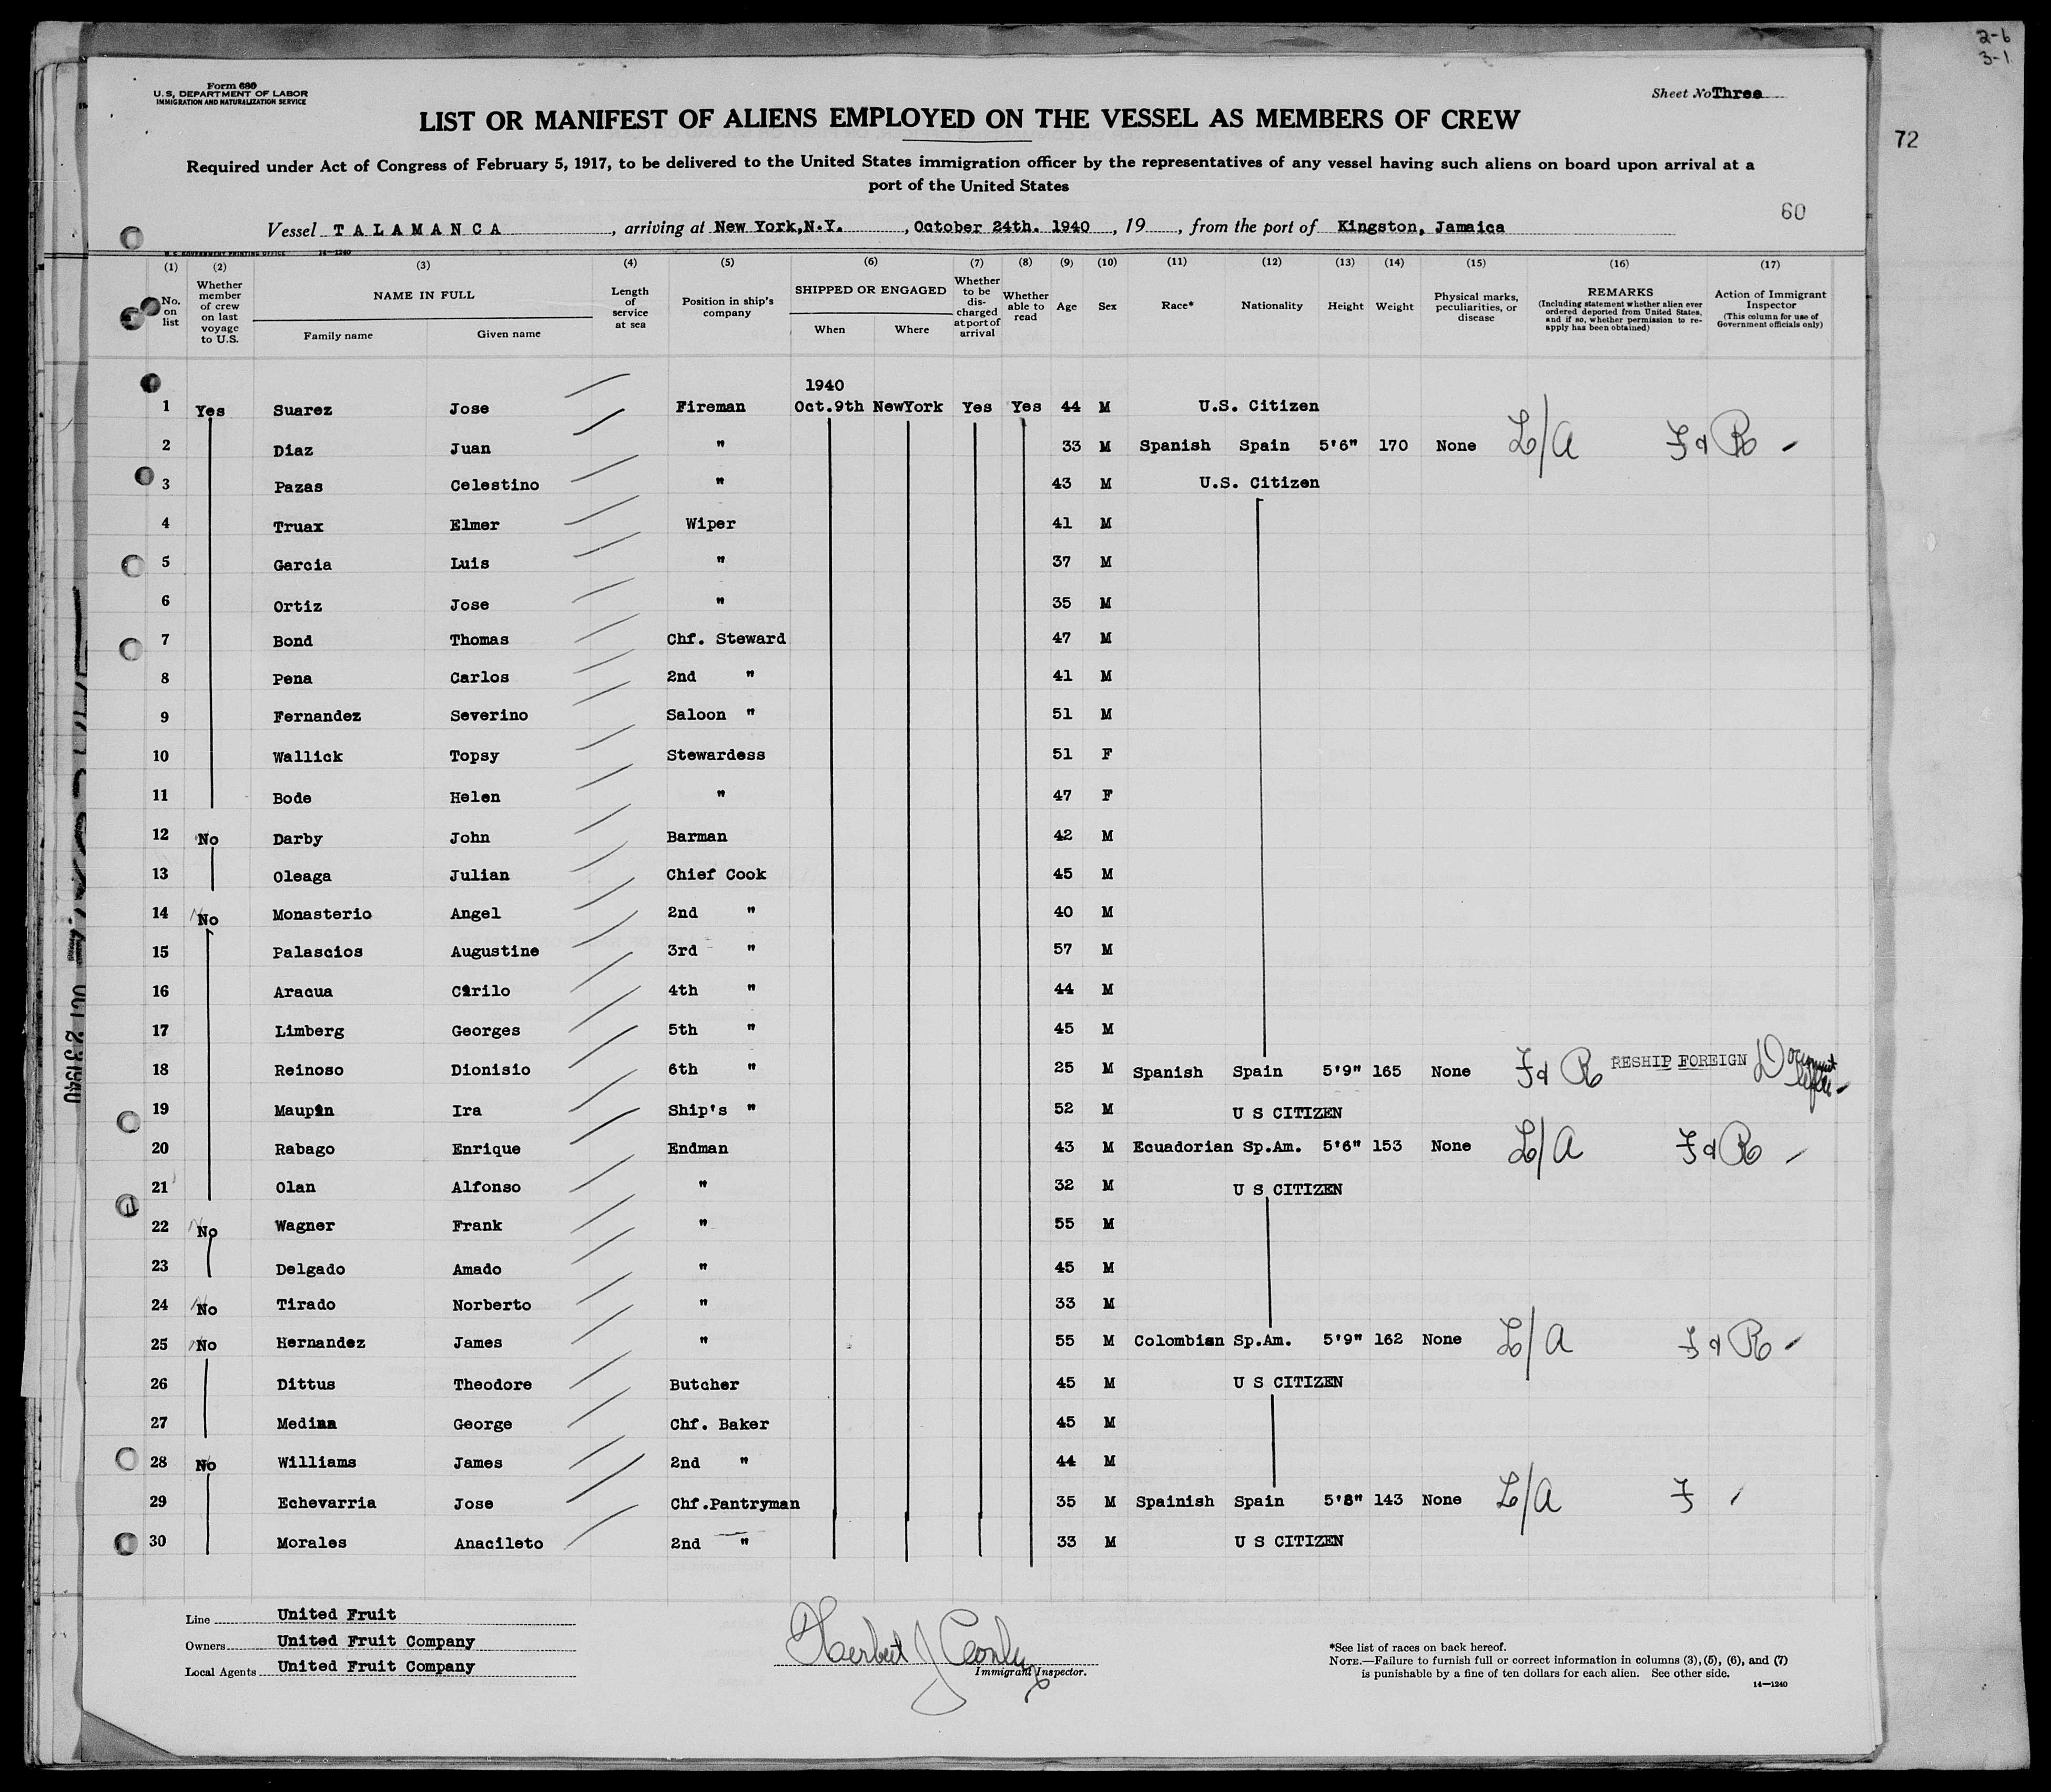 2-6
3-1
Form 680
U.S. DEPARTMENT OF LABOR
IMMIGRATION AND NATURALIZATION SERVICE
Sheet No Three
LIST OR MANIFEST OF ALIENS EMPLOYED ON THE VESSEL AS MEMBERS OF CREW
72
Required under Act of Congress of February 5, 1917, to be delivered to the United States immigration officer by the representatives of any vessel having such aliens on board upon arrival at a
port of the United States
60
Vessel TALAMANCA, arriving at New York,N.Y., October 24th. 1940, 19, from the port of Kingston, Jamaica
U.S. GOVERNMENT PRINTING OFFICE 14—1240
(1) (2) (3) (4) (5) (6) (7) (8) (9) (10) (11) (12) (13) (14) (15) (16) (17)
No. on list | Whether member of crew on last voyage to U.S. | NAME IN FULL Family name Given name | Length of service at sea | Position in ship's company | SHIPPED OR ENGAGED When Where | Whether to be discharged at port of arrival | Whether able to read | Age | Sex | Race* | Nationality | Height | Weight | Physical marks, peculiarities, or disease | REMARKS (Including statement whether alien ever ordered deported from United States, and if so, whether permission to re-apply has been obtained) | Action of Immigrant Inspector (This column for use of Government officials only)
1940
1 Yes Suarez Jose Fireman Oct.9th NewYork Yes Yes 44 M U.S. Citizen
2 Diaz Juan " 33 M Spanish Spain 5'6" 170 None L/A F & R
3 Pazas Celestino " 43 M U.S. Citizen
4 Truax Elmer Wiper 41 M
5 Garcia Luis " 37 M
6 Ortiz Jose " 35 M
7 Bond Thomas Chf. Steward 47 M
8 Pena Carlos 2nd " 41 M
9 Fernandez Severino Saloon " 51 M
10 Wallick Topsy Stewardess 51 F
11 Bode Helen " 47 F
12 No Darby John Barman 42 M
13 Oleaga Julian Chief Cook 45 M
14 No Monasterio Angel 2nd " 40 M
15 Palascios Augustine 3rd " 57 M
16 Aracua Cirilo 4th " 44 M
17 Limberg Georges 5th " 45 M
18 Reinoso Dionisio 6th " 25 M Spanish Spain 5'9" 165 None F & R RESHIP FOREIGN Document
19 Maupin Ira Ship's " 52 M U S CITIZEN
20 Rabago Enrique Endman 43 M Ecuadorian Sp.Am. 5'6" 153 None L/A F & R
21 Olan Alfonso " 32 M U S CITIZEN
22 No Wagner Frank " 55 M
23 Delgado Amado " 45 M
24 No Tirado Norberto " 33 M
25 No Hernandez James " 55 M Colombian Sp.Am. 5'9" 162 None L/A F & R
26 Dittus Theodore Butcher 45 M U S CITIZEN
27 Medina George Chf. Baker 45 M
28 No Williams James 2nd " 44 M
29 Echevarria Jose Chf.Pantryman 35 M Spainish Spain 5'8" 143 None L/A F
30 Morales Anacileto 2nd " 33 M U S CITIZEN
OCT 23 1940
Line United Fruit
Owners United Fruit Company
Local Agents United Fruit Company
Herbert J Conly
Immigrant Inspector.
*See list of races on back hereof.
NOTE.—Failure to furnish full or correct information in columns (3), (5), (6), and (7)
is punishable by a fine of ten dollars for each alien. See other side.
14—1240